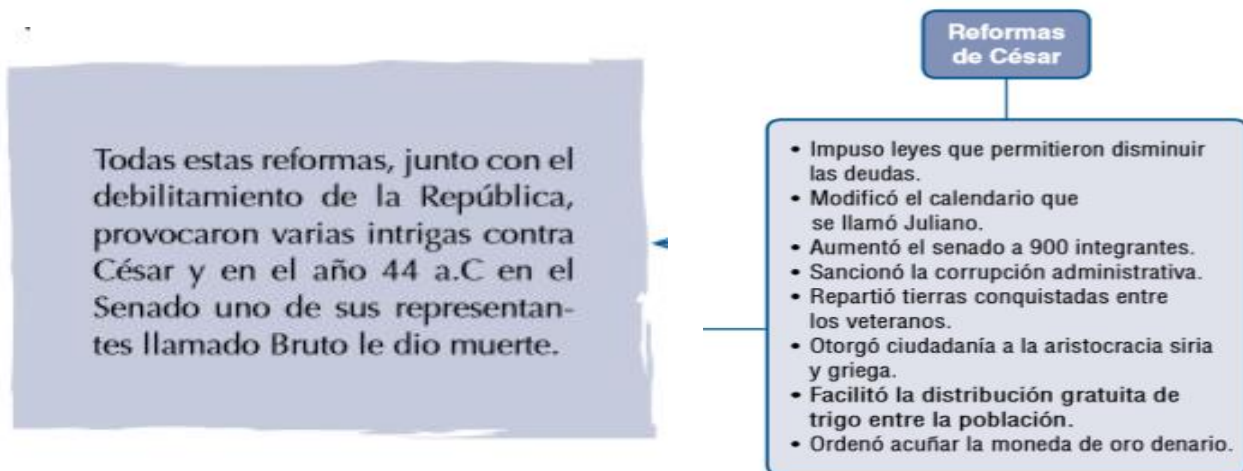 Todas estas reformas, junto con el
debilitamiento de la República,
provocaron varias intrigas contra
César y en el año 44 a.C en el
Senado uno de sus representan-
tes llamado Bruto le dio muerte.
Reformas
de César
• Impuso leyes que permitieron disminuir
las deudas.
• Modificó el calendario que
se llamó Juliano.
• Aumentó el senado a 900 integrantes.
• Sancionó la corrupción administrativa.
• Repartió tierras conquistadas entre
los veteranos.
• Otorgó ciudadanía a la aristocracia siria
y griega.
• Facilitó la distribución gratuita de
trigo entre la población.
• Ordenó acuñar la moneda de oro denario.